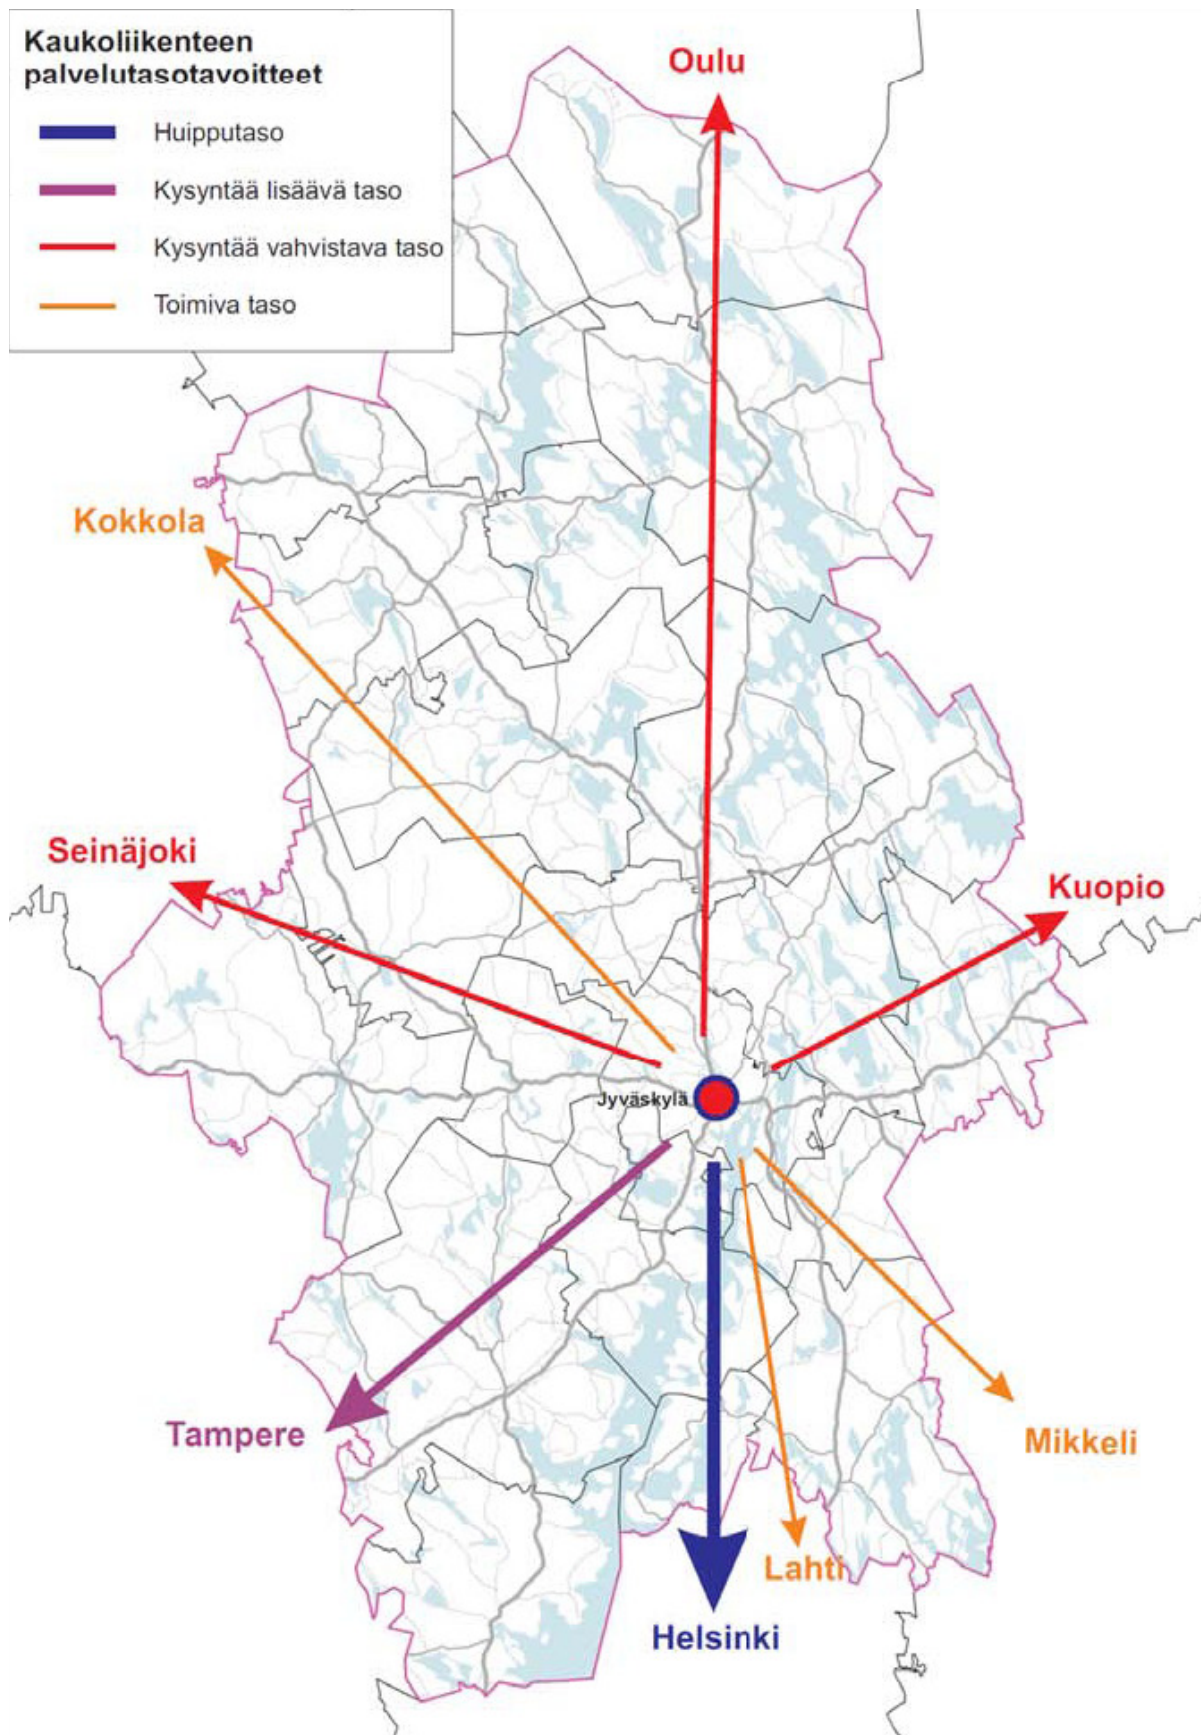 Kaukoliikenteen
palvelutasotavoitteet
Huipputaso
Kysyntää lisäävä taso
Kysyntää vahvistava taso
Toimiva taso
Oulu
Kokkola
Seinäjoki
Kuopio
Jyväskylä
Tampere
Mikkeli
Lahti
Helsinki